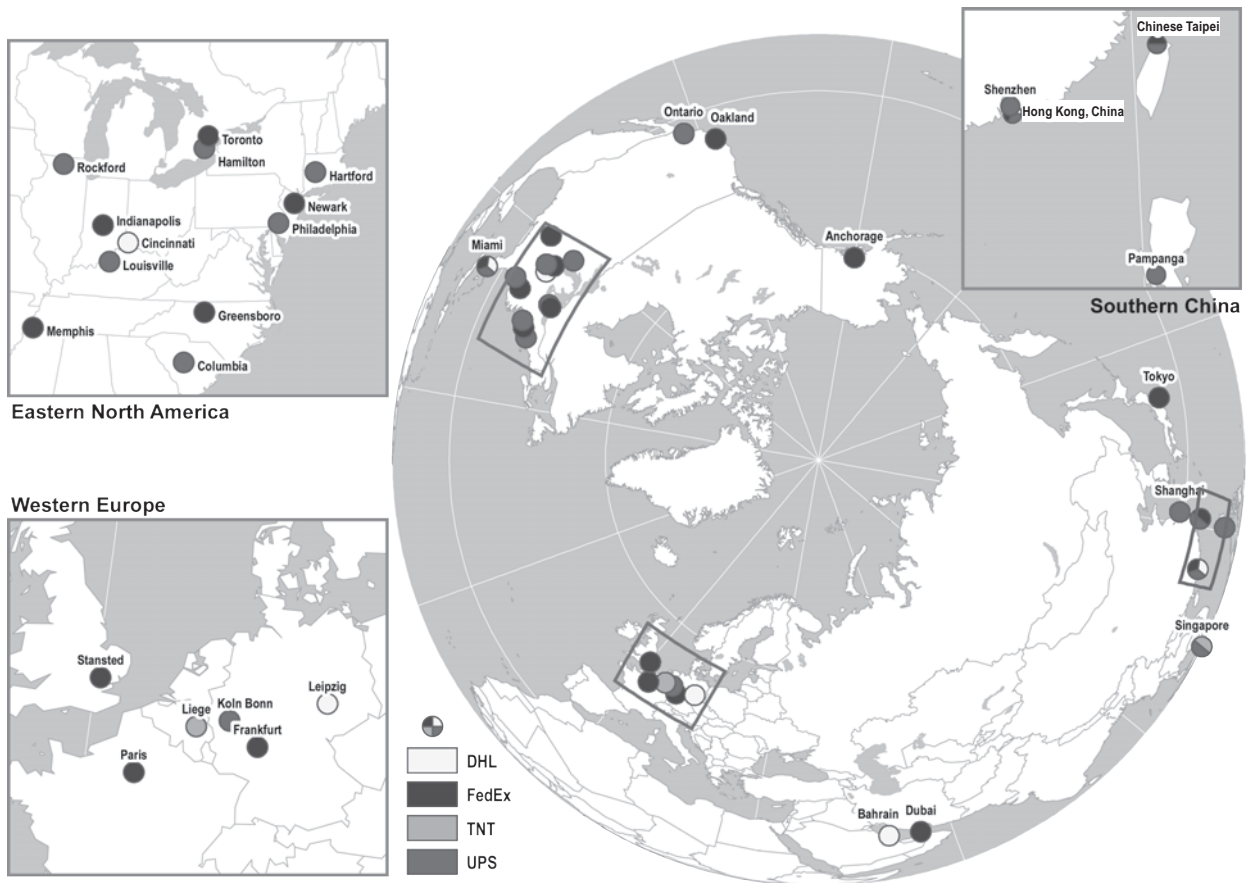 Toronto
Hamilton
Rockford
Hartford
Newark
Indianapolis
Philadelphia
Cincinnati
Louisville
Greensboro
Memphis
Columbia
Eastern North America
Western Europe
Stansted
Leipzig
Liege
Koln Bonn
Frankfurt
Paris
DHL
FedEx
TNT
UPS
Ontario
Oakland
Miami
Anchorage
Tokyo
Shanghai
Singapore
Bahrain
Dubai
Chinese Taipei
Shenzhen
Hong Kong, China
Pampanga
Southern China